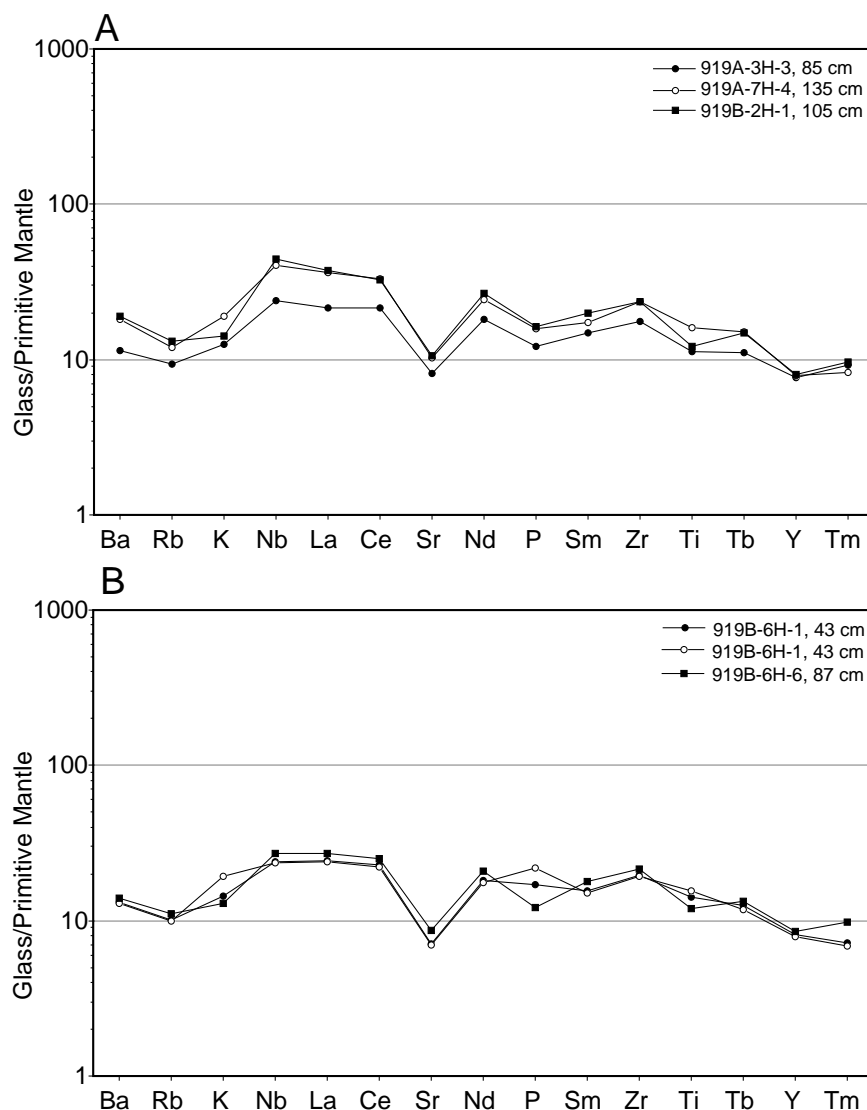 A
1000
919A-3H-3, 85 cm
919A-7H-4, 135 cm
919B-2H-1, 105 cm
100
Glass/Primitive Mantle
10
1
Ba Rb K Nb La Ce Sr Nd P Sm Zr Ti Tb Y Tm
B
1000
919B-6H-1, 43 cm
919B-6H-1, 43 cm
919B-6H-6, 87 cm
100
Glass/Primitive Mantle
10
1
Ba Rb K Nb La Ce Sr Nd P Sm Zr Ti Tb Y Tm